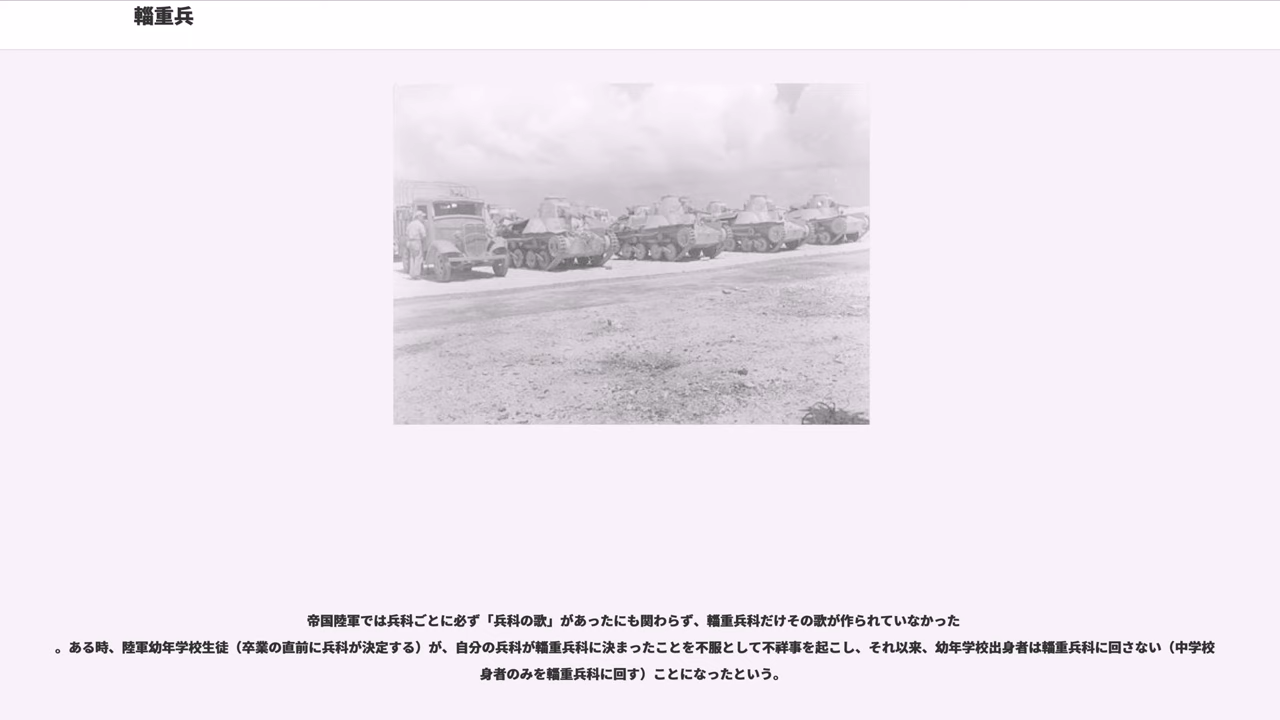 輜重兵
帝国陸軍では兵科ごとに必ず「兵科の歌」があったにも関わらず、輜重兵科だけその歌が作られていなかった
。ある時、陸軍幼年学校生徒（卒業の直前に兵科が決定する）が、自分の兵科が輜重兵科に決まったことを不服として不祥事を起こし、それ以来、幼年学校出身者は輜重兵科に回さない（中学校
身者のみを輜重兵科に回す）ことになったという。